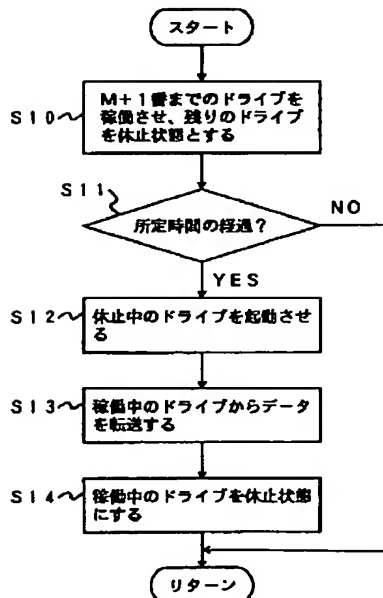 スタート
S10
M+1番までのドライブを
稼働させ、残りのドライブ
を休止状態とする
S11
所定時間の経過?
NO
YES
S12
休止中のドライブを起動させ
る
S13
稼働中のドライブからデータ
を転送する
S14
稼働中のドライブを休止状態
にする
リターン